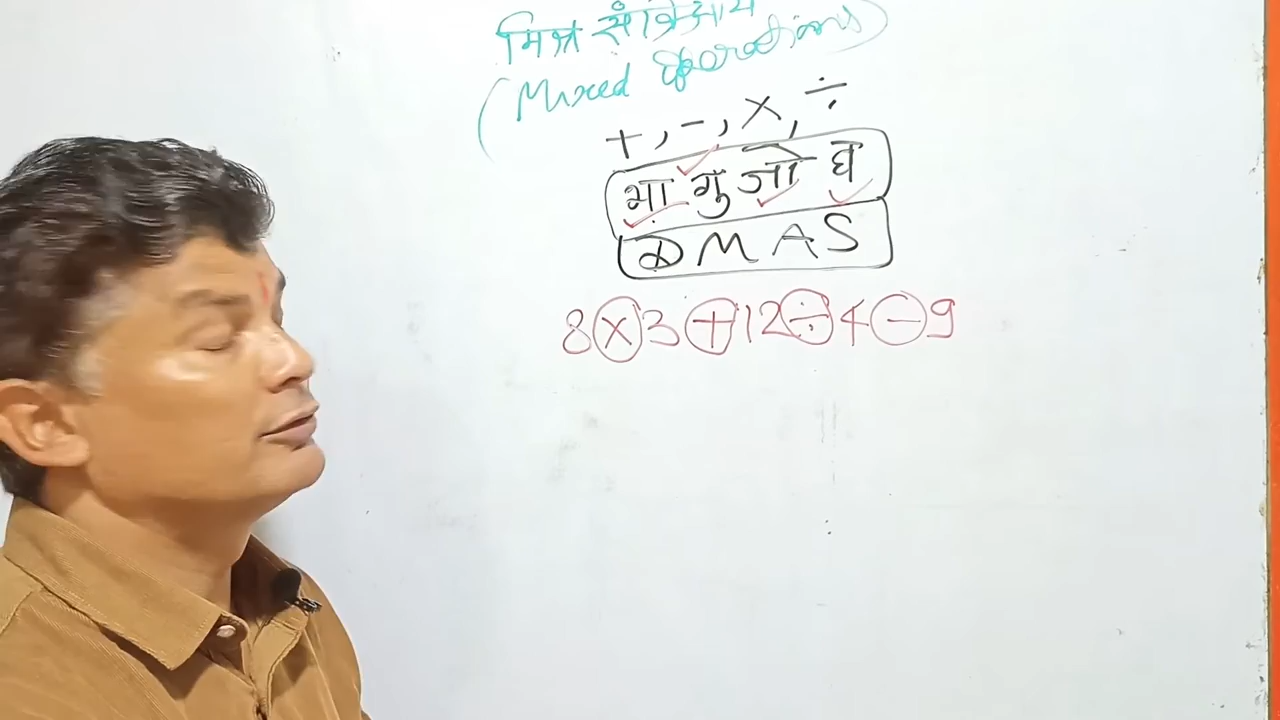 मिश्र संक्रियाय
(Mixed Operations)
+, -, ×, ÷
भा गु जो घ
DMAS
8 × 3 + 12 ÷ 4 - 9